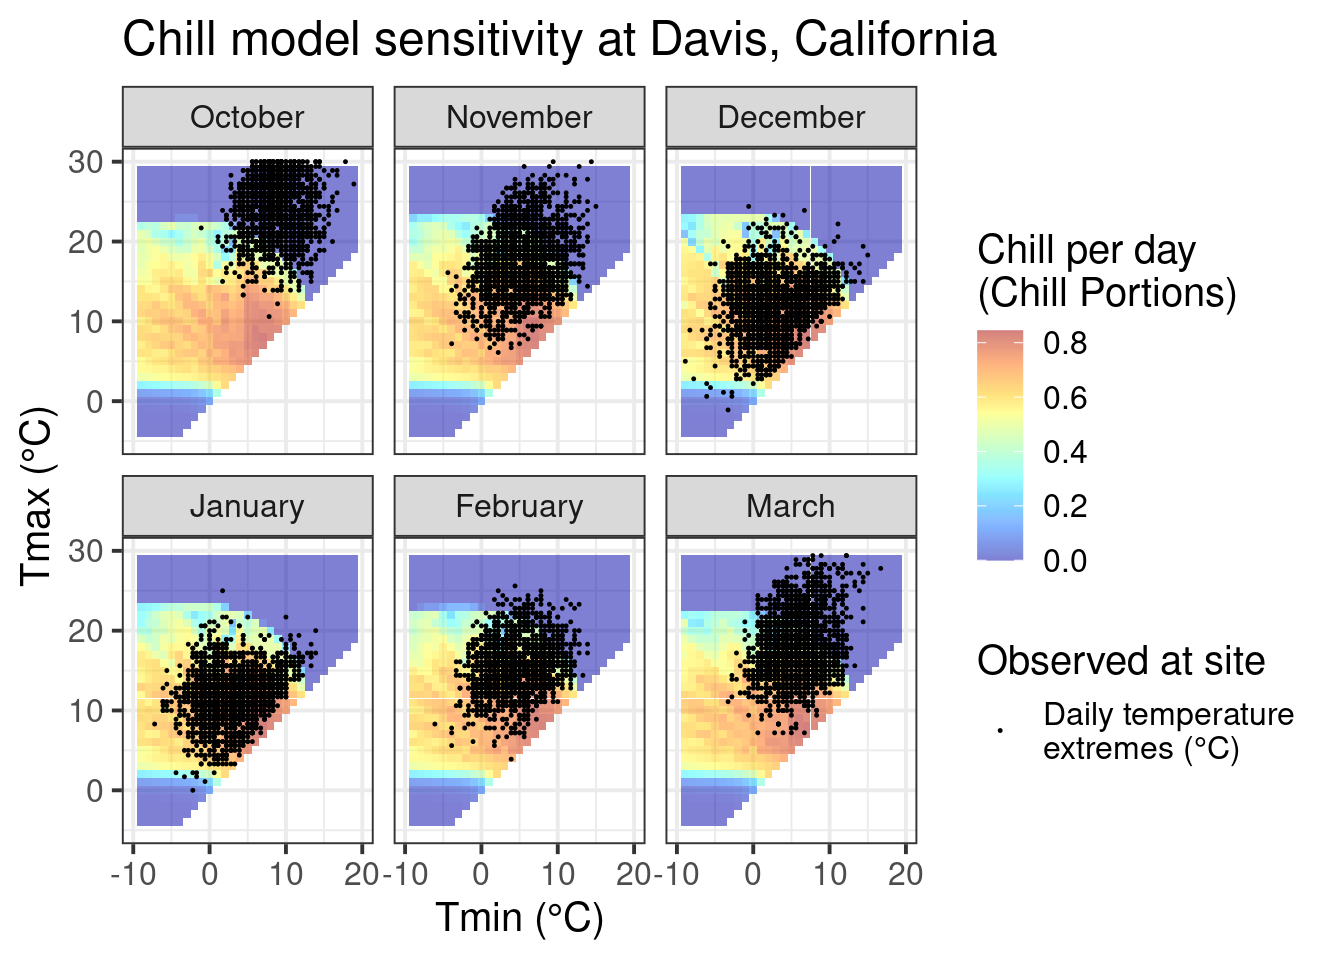 Chill model sensitivity at Davis, California
October
November
December
30
20
10
0
January
February
March
30
20
10
0
-10 0 10 20 -10 0 10 20 -10 0 10 20
Tmin (°C)
Tmax (°C)
Chill per day
(Chill Portions)
0.8
0.6
0.4
0.2
0.0
Observed at site
Daily temperature
extremes (°C)